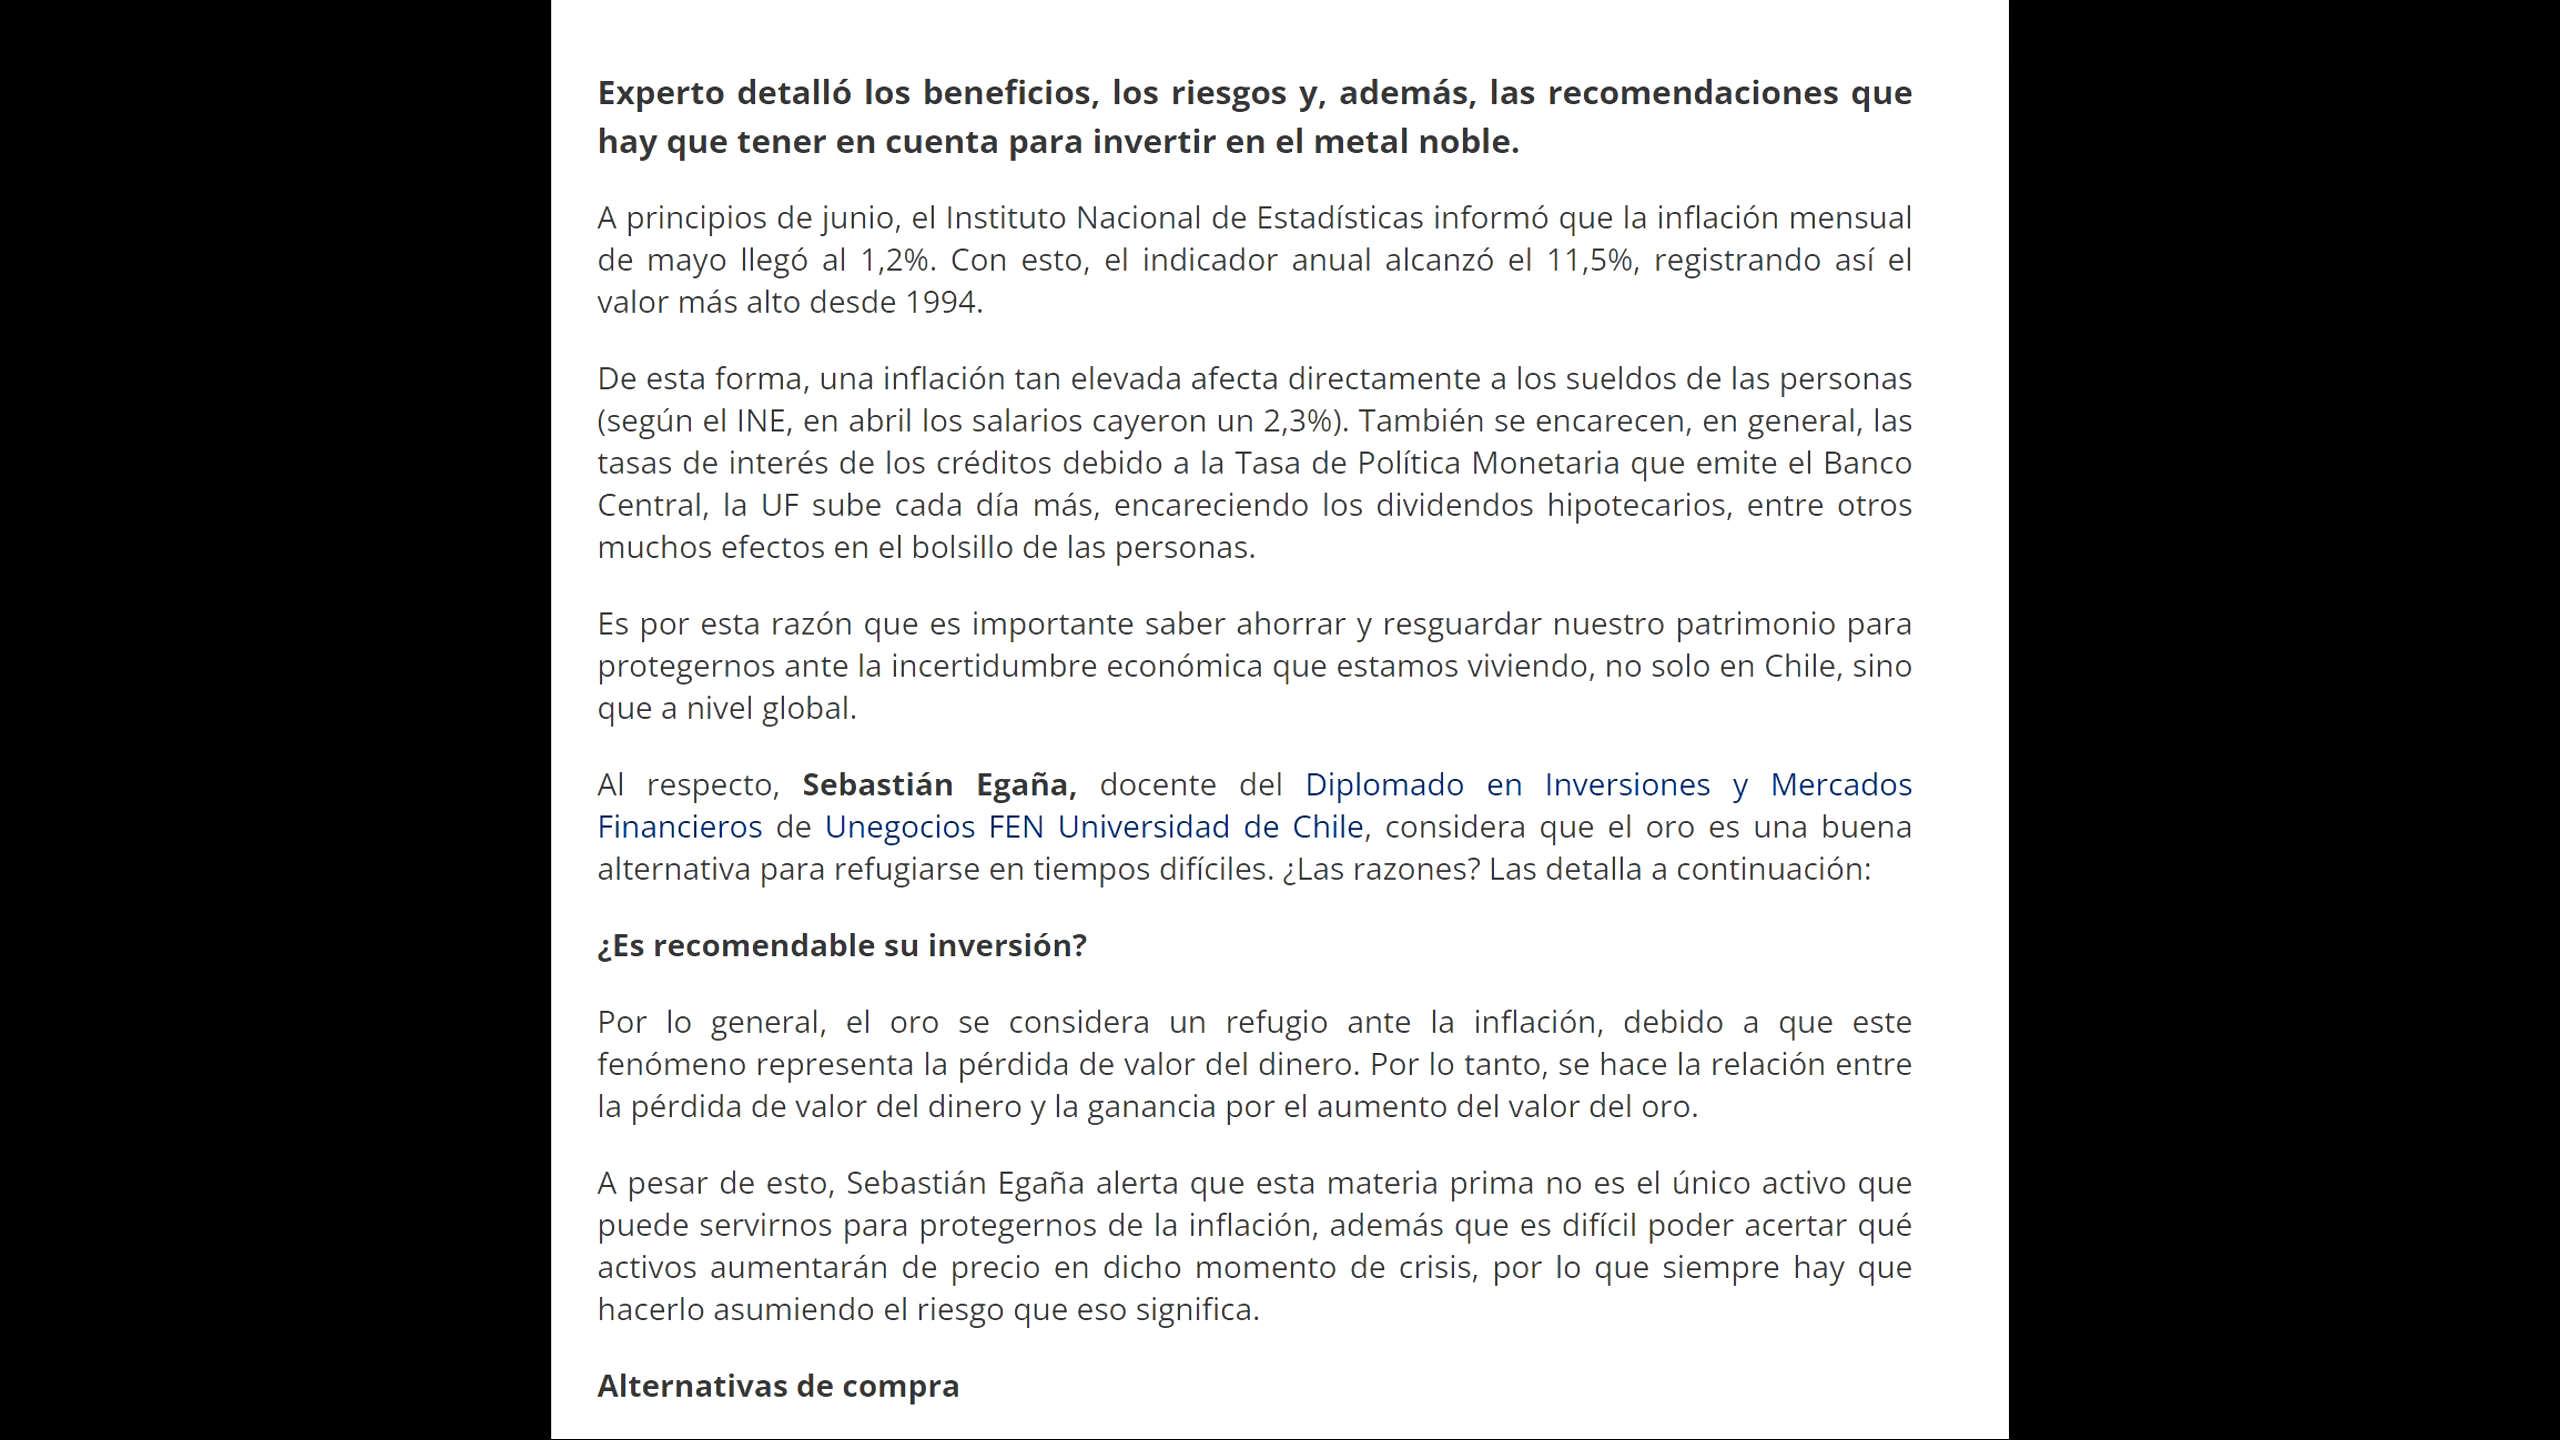 Experto detalló los beneficios, los riesgos y, además, las recomendaciones que
hay que tener en cuenta para invertir en el metal noble.
A principios de junio, el Instituto Nacional de Estadísticas informó que la inflación mensual
de mayo llegó al 1,2%. Con esto, el indicador anual alcanzó el 11,5%, registrando así el
valor más alto desde 1994.
De esta forma, una inflación tan elevada afecta directamente a los sueldos de las personas
(según el INE, en abril los salarios cayeron un 2,3%). También se encarecen, en general, las
tasas de interés de los créditos debido a la Tasa de Política Monetaria que emite el Banco
Central, la UF sube cada día más, encareciendo los dividendos hipotecarios, entre otros
muchos efectos en el bolsillo de las personas.
Es por esta razón que es importante saber ahorrar y resguardar nuestro patrimonio para
protegernos ante la incertidumbre económica que estamos viviendo, no solo en Chile, sino
que a nivel global.
Al respecto, Sebastián Egaña, docente del Diplomado en Inversiones y Mercados
Financieros de Unegocios FEN Universidad de Chile, considera que el oro es una buena
alternativa para refugiarse en tiempos difíciles. ¿Las razones? Las detalla a continuación:
¿Es recomendable su inversión?
Por lo general, el oro se considera un refugio ante la inflación, debido a que este
fenómeno representa la pérdida de valor del dinero. Por lo tanto, se hace la relación entre
la pérdida de valor del dinero y la ganancia por el aumento del valor del oro.
A pesar de esto, Sebastián Egaña alerta que esta materia prima no es el único activo que
puede servirnos para protegernos de la inflación, además que es difícil poder acertar qué
activos aumentarán de precio en dicho momento de crisis, por lo que siempre hay que
hacerlo asumiendo el riesgo que eso significa.
Alternativas de compra